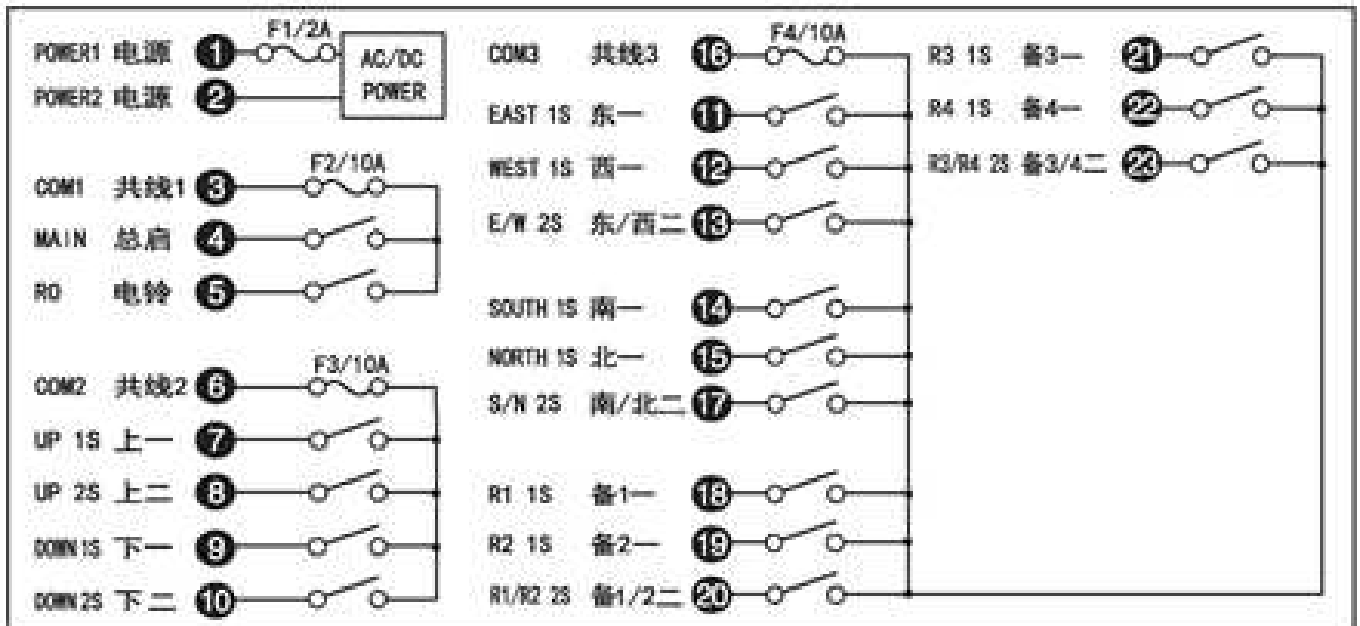 F1/2A
POWER1 电源 1
AC/DC
POWER
POWER2 电源 2
F2/10A
COM1 共线1 3
MAIN 总启 4
RO 电铃 5
F3/10A
COM2 共线2 6
UP 1S 上一 7
UP 2S 上二 8
DOWN1S 下一 9
DOWN2S 下二 10
F4/10A
COM3 共线3 16
EAST 1S 东一 11
WEST 1S 西一 12
E/W 2S 东/西二 13
SOUTH 1S 南一 14
NORTH 1S 北一 15
S/N 2S 南/北二 17
R1 1S 备1一 18
R2 1S 备2一 19
R1/R2 2S 备1/2二 20
R3 1S 备3一 21
R4 1S 备4一 22
R3/R4 2S 备3/4二 23